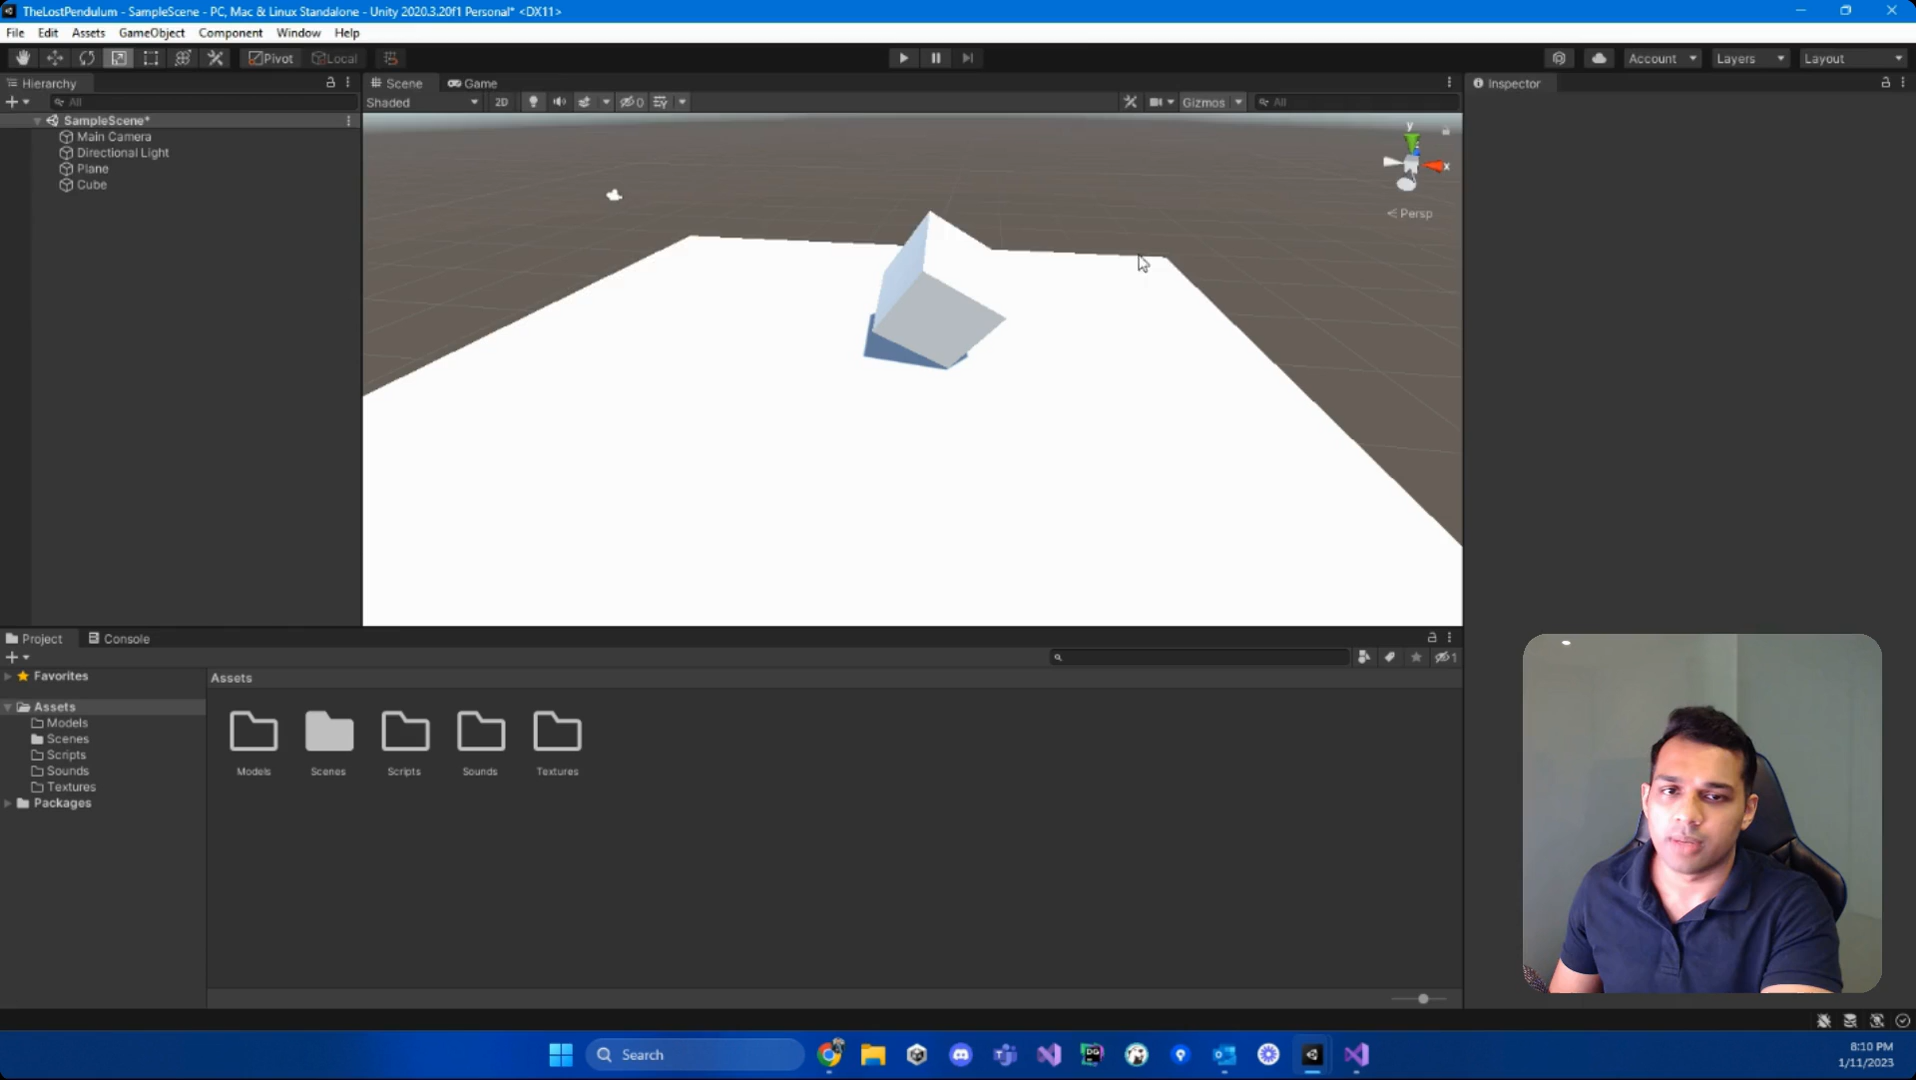 TheLostPendulum - SampleScene - PC, Mac & Linux Standalone - Unity 2020.3.20f1 Personal* <DX11>
File Edit Assets GameObject Component Window Help
Pivot Local Account Layers Layout
Hierarchy
All
SampleScene*
Main Camera
Directional Light
Plane
Cube
Scene Game
Shaded 2D 0 Gizmos All
y
x
Persp
Inspector
Project Console
1
Favorites
Assets
Models
Scenes
Scripts
Sounds
Textures
Packages
Assets
Models Scenes Scripts Sounds Textures
Search
DG
8:10 PM
1/11/2023